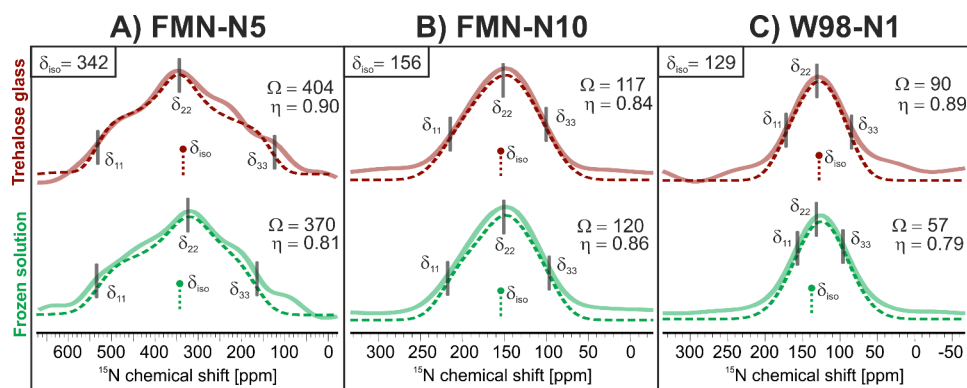 A) FMN-N5
B) FMN-N10
C) W98-N1
Trehalose glass
Frozen solution
δiso= 342
Ω = 404
η = 0.90
δ11
δ22
δ33
δiso
Ω = 370
η = 0.81
δ11
δ22
δ33
δiso
600 500 400 300 200 100 0
15N chemical shift [ppm]
δiso= 156
Ω = 117
η = 0.84
δ11
δ22
δ33
δiso
Ω = 120
η = 0.86
δ11
δ22
δ33
δiso
300 250 200 150 100 50 0
15N chemical shift [ppm]
δiso= 129
Ω = 90
η = 0.89
δ22
δ11
δ33
δiso
Ω = 57
η = 0.79
δ22
δ11
δ33
δiso
300 250 200 150 100 50 0 -50
15N chemical shift [ppm]